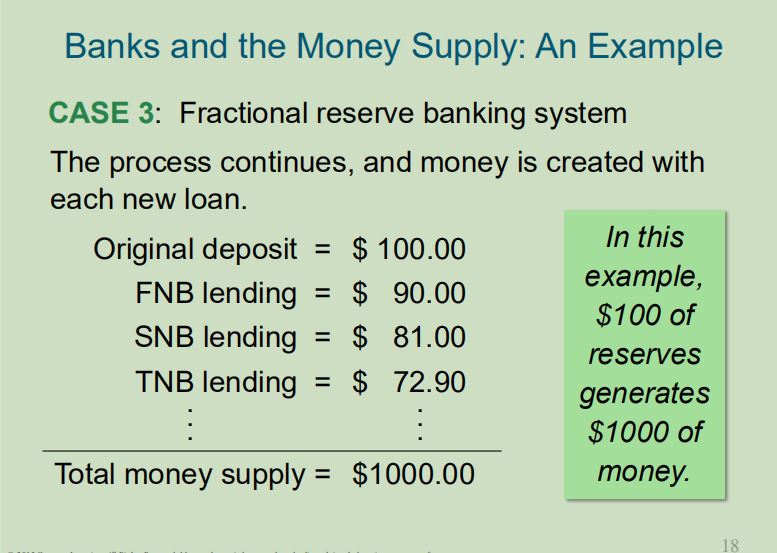 Banks and the Money Supply: An Example
CASE 3: Fractional reserve banking system
The process continues, and money is created with
each new loan.
Original deposit = $ 100.00
FNB lending = $ 90.00
SNB lending = $ 81.00
TNB lending = $ 72.90
. .
. .
. .
Total money supply = $1000.00
In this
example,
$100 of
reserves
generates
$1000 of
money.
18